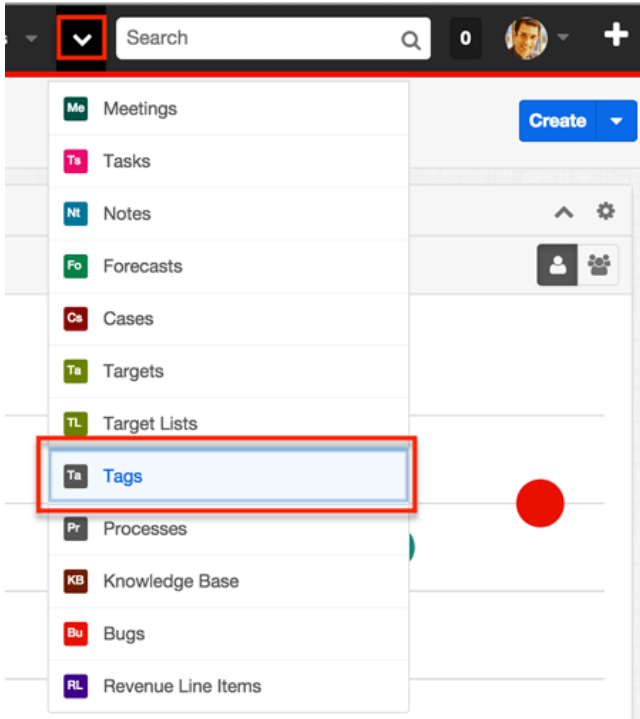 Search
0
Create
Me Meetings
Ts Tasks
Nt Notes
Fo Forecasts
Cs Cases
Ta Targets
TL Target Lists
Ta Tags
Pr Processes
KB Knowledge Base
Bu Bugs
RL Revenue Line Items